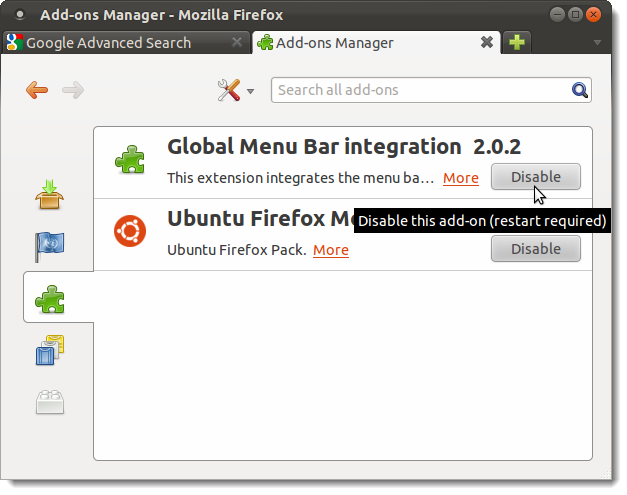 Add-ons Manager - Mozilla Firefox
Google Advanced Search
Add-ons Manager
Search all add-ons
Global Menu Bar integration 2.0.2
This extension integrates the menu ba... More
Disable
Ubuntu Firefox M
Disable this add-on (restart required)
Ubuntu Firefox Pack. More
Disable